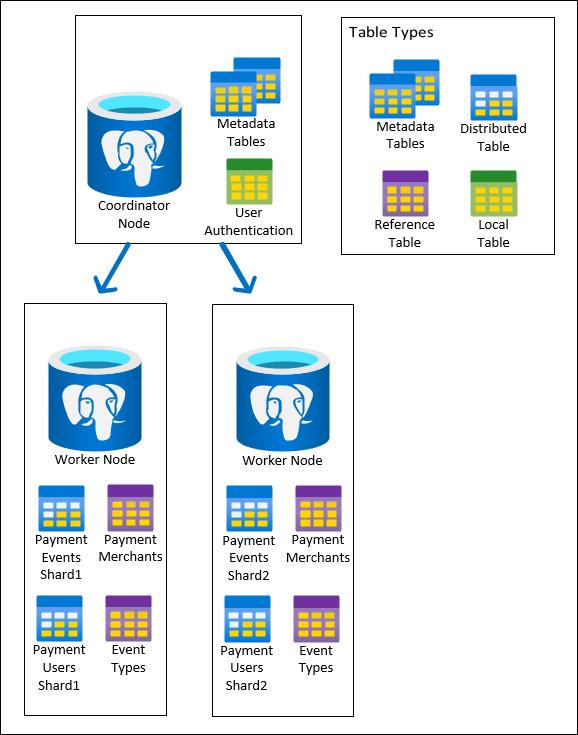 Metadata
Tables
Coordinator
Node
User
Authentication
Table Types
Metadata
Tables
Distributed
Table
Reference
Table
Local
Table
Worker Node
Payment
Events
Shard1
Payment
Merchants
Payment
Users
Shard1
Event
Types
Worker Node
Payment
Events
Shard2
Payment
Merchants
Payment
Users
Shard2
Event
Types